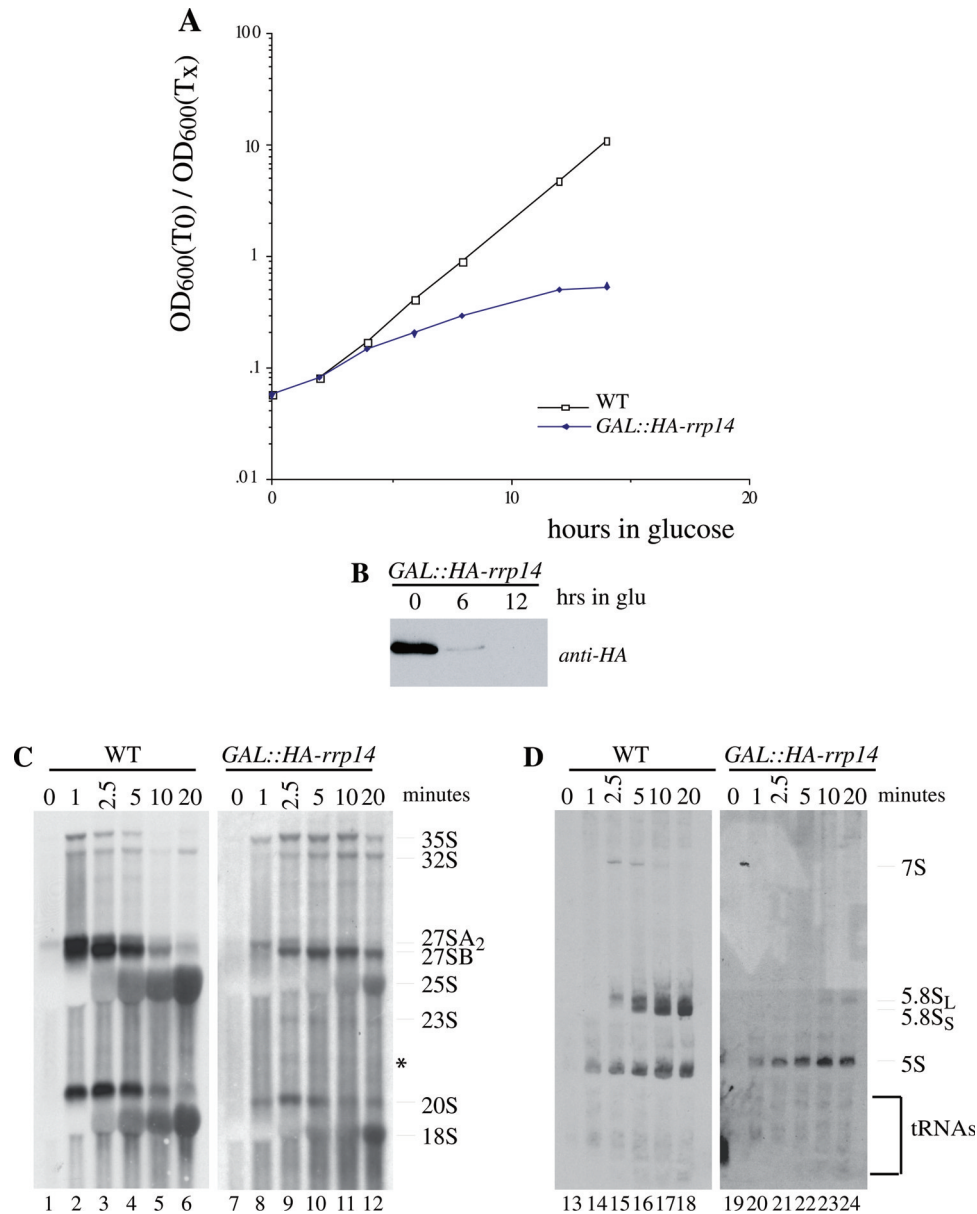 A
OD600(T0) / OD600(Tx)
100
10
1
.1
.01
0 10 20
WT
GAL::HA-rrp14
hours in glucose
B
GAL::HA-rrp14
0 6 12 hrs in glu
anti-HA
C
WT GAL::HA-rrp14
0 1 2.5 5 10 20 0 1 2.5 5 10 20 minutes
35S
32S
27SA2
27SB
25S
23S
*
20S
18S
1 2 3 4 5 6 7 8 9 10 11 12
D
WT GAL::HA-rrp14
0 1 2.5 5 10 20 0 1 2.5 5 10 20 minutes
7S
5.8SL
5.8SS
5S
tRNAs
13 14 15 16 17 18 19 20 21 22 23 24